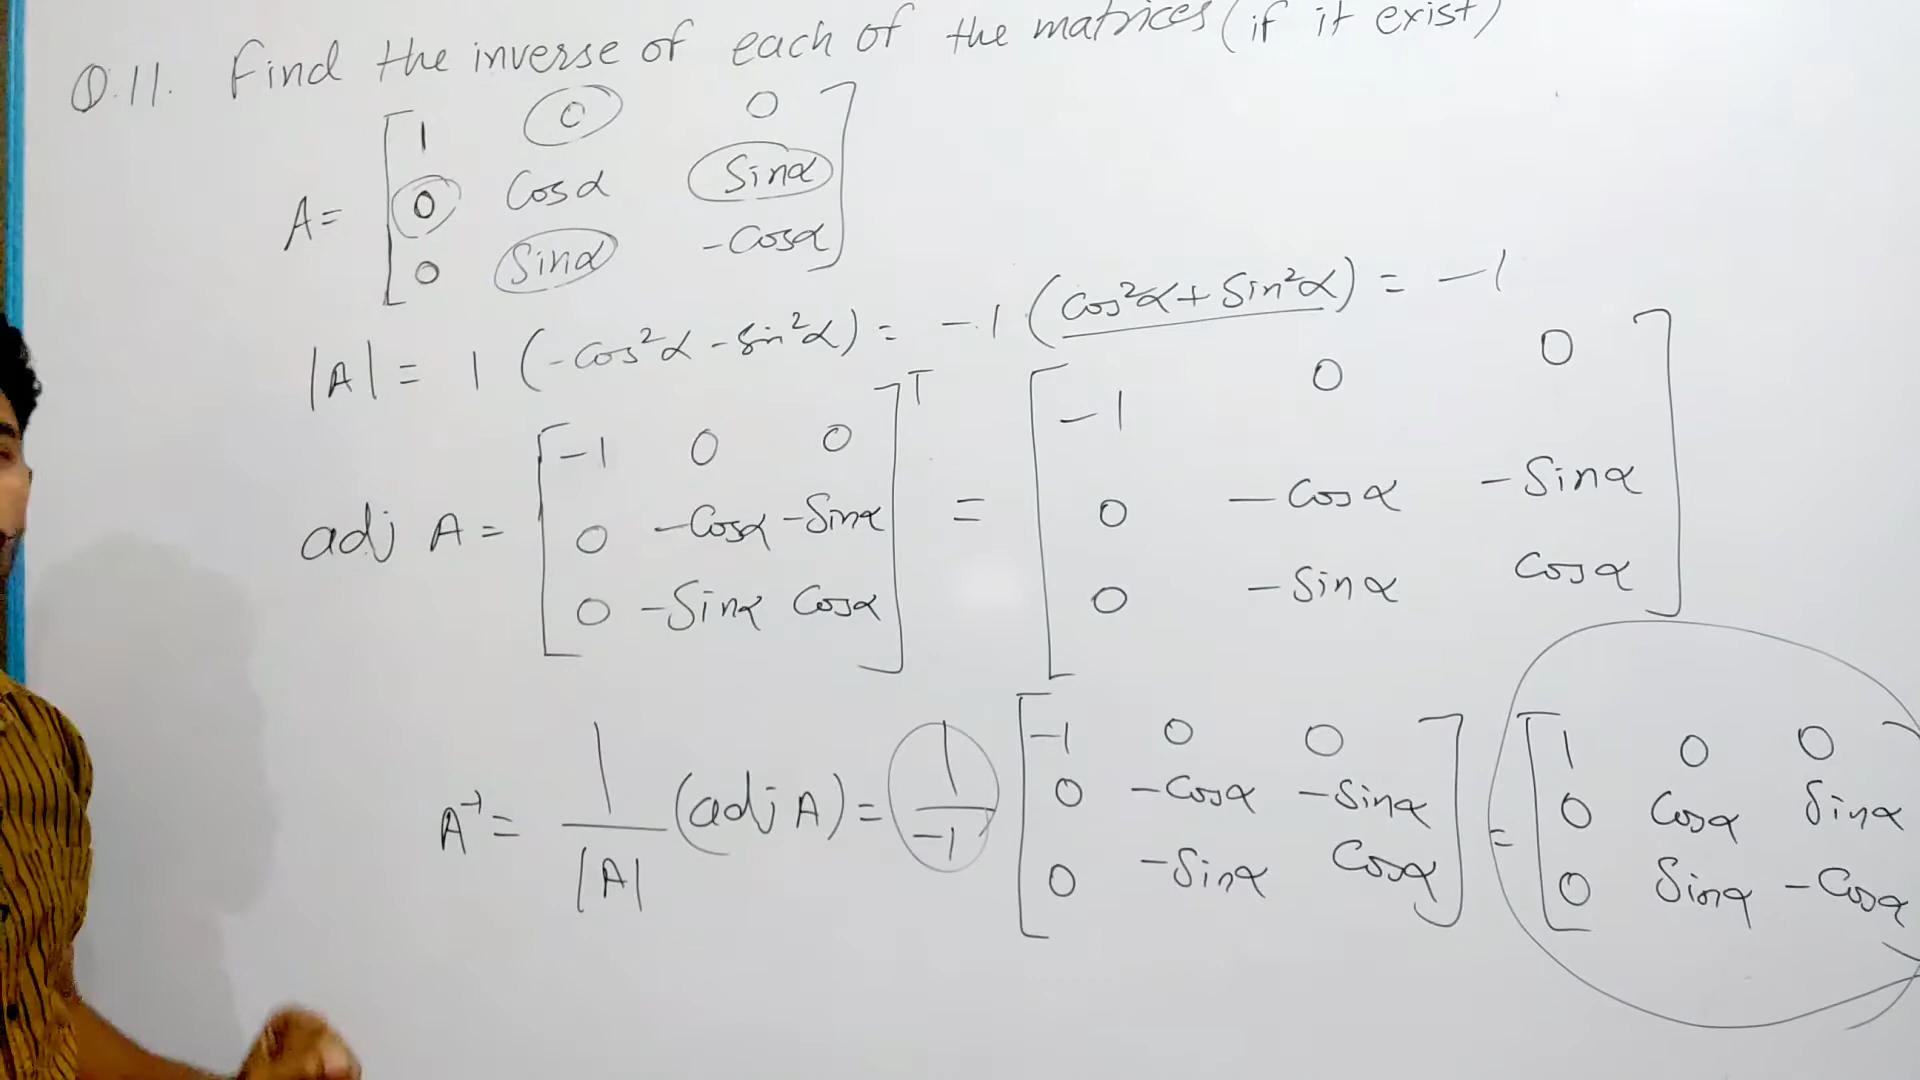 Q.11. Find the inverse of each of the matrices (if it exist)
1 0 0
A = 0 Cosα Sinα
0 Sinα -Cosα
|A| = 1 (-Cos²α - Sin²α) = -1 (Cos²α + Sin²α) = -1
-1 0 0 T -1 0 0
adj A = 0 -Cosα -Sinα = 0 -Cosα -Sinα
0 -Sinα Cosα 0 -Sinα Cosα
-1 0 0 1 0 0
A⁻¹ = 1/|A| (adj A) = 1/-1 0 -Cosα -Sinα = 0 Cosα Sinα
0 -Sinα Cosα 0 Sinα -Cosα